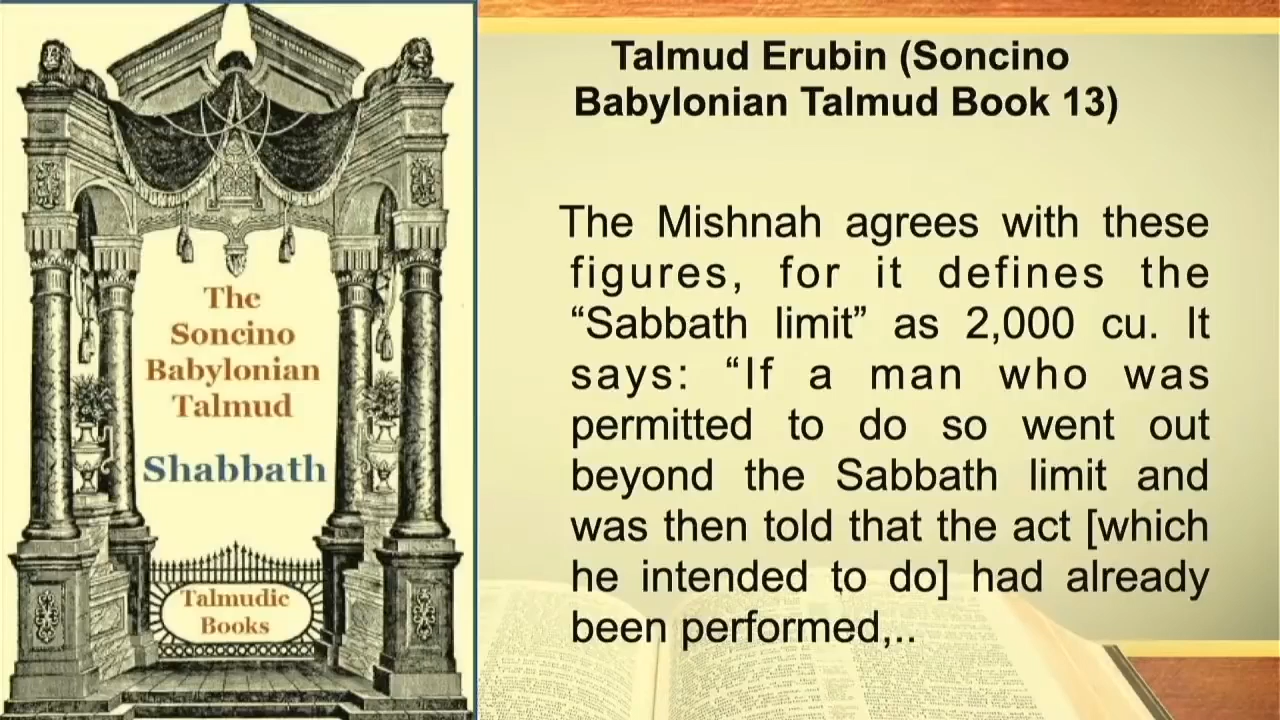 The
Soncino
Babylonian
Talmud
Shabbath
Talmudic
Books
Talmud Erubin (Soncino
Babylonian Talmud Book 13)
The Mishnah agrees with these
figures, for it defines the
“Sabbath limit” as 2,000 cu. It
says: “If a man who was
permitted to do so went out
beyond the Sabbath limit and
was then told that the act [which
he intended to do] had already
been performed,..